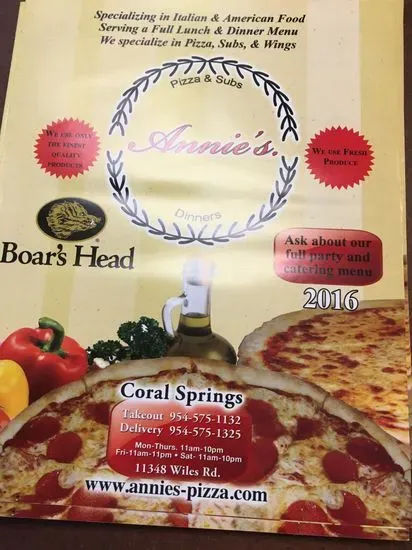 Specializing in Italian & American Food
Serving a Full Lunch & Dinner Menu
We specialize in Pizza, Subs, & Wings
Pizza & Subs
Annie's.
Dinners
We use only
the finest
quality
products
We use Fresh
Produce
Boar's Head
Ask about our
full party and
catering menu
2016
Coral Springs
Takeout 954-575-1132
Delivery 954-575-1325
Mon-Thurs. 11am-10pm
Fri-11am-11pm • Sat- 11am-10pm
11348 Wiles Rd.
www.annies-pizza.com